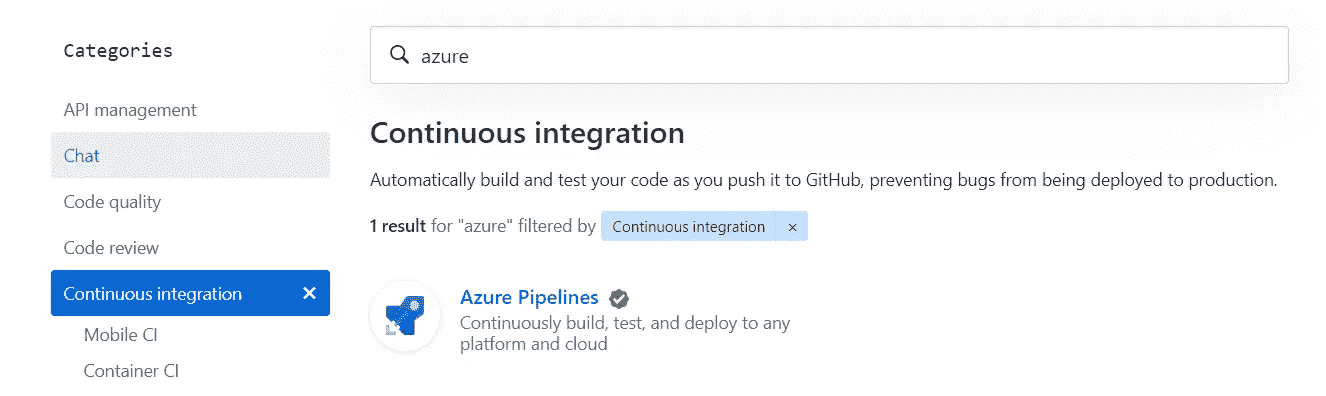 Categories
API management
Chat
Code quality
Code review
Continuous integration ×
Mobile CI
Container CI
azure
Continuous integration
Automatically build and test your code as you push it to GitHub, preventing bugs from being deployed to production.
1 result for "azure" filtered by Continuous integration ×
Azure Pipelines
Continuously build, test, and deploy to any
platform and cloud